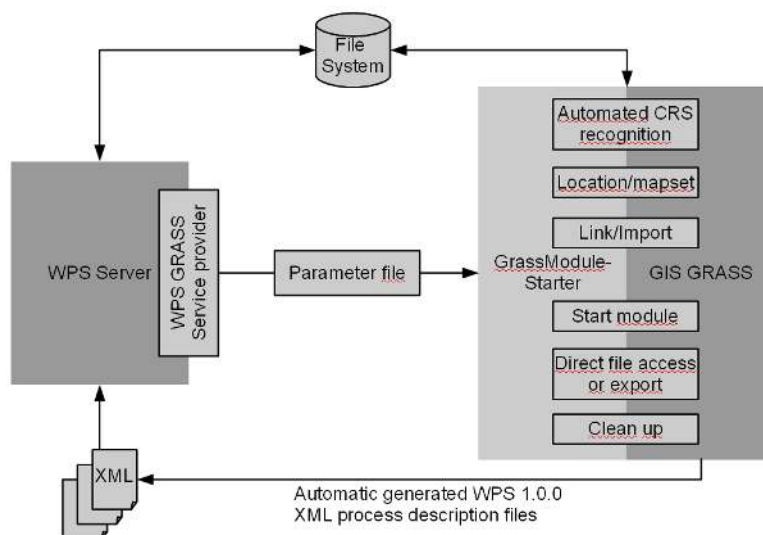 File
System
Automated CRS
recognition
Location/mapset
Link/Import
WPS Server
WPS GRASS
Service provider
Parameter file
GrassModule-
Starter
GIS GRASS
Start module
Direct file access
or export
Clean up
XML
Automatic generated WPS 1.0.0
XML process description files